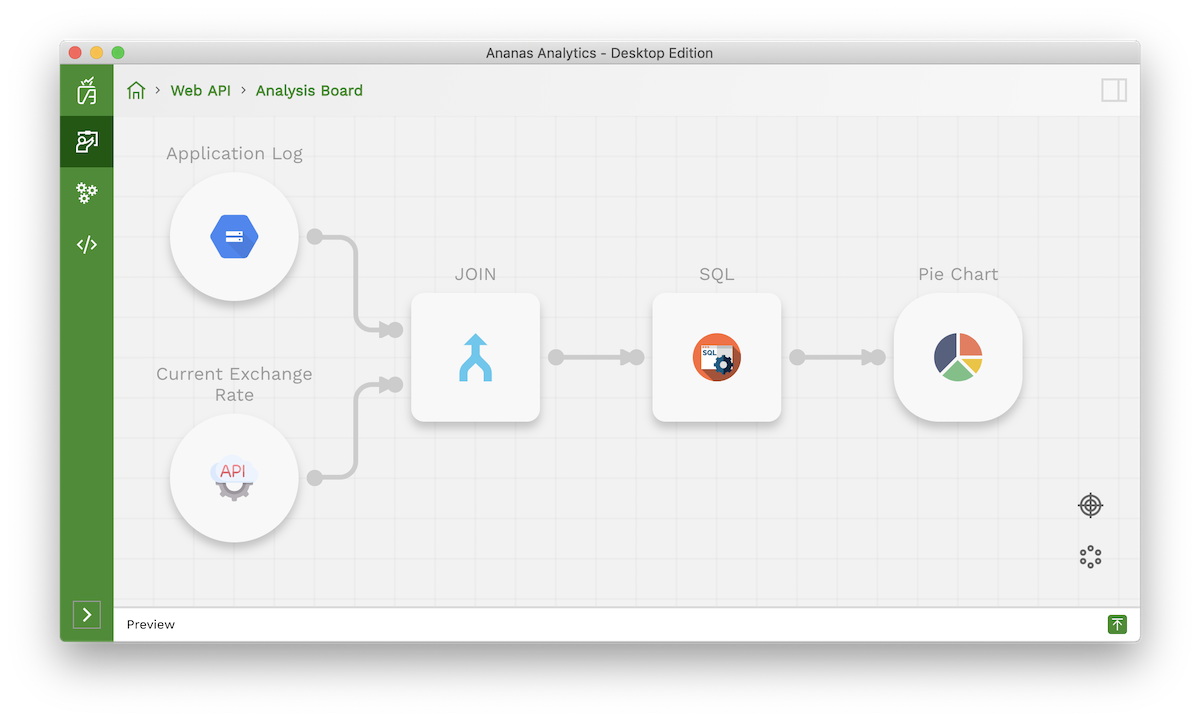 Ananas Analytics - Desktop Edition
Web API > Analysis Board
Application Log
JOIN
SQL
Pie Chart
SQL
Current Exchange
Rate
API
Preview